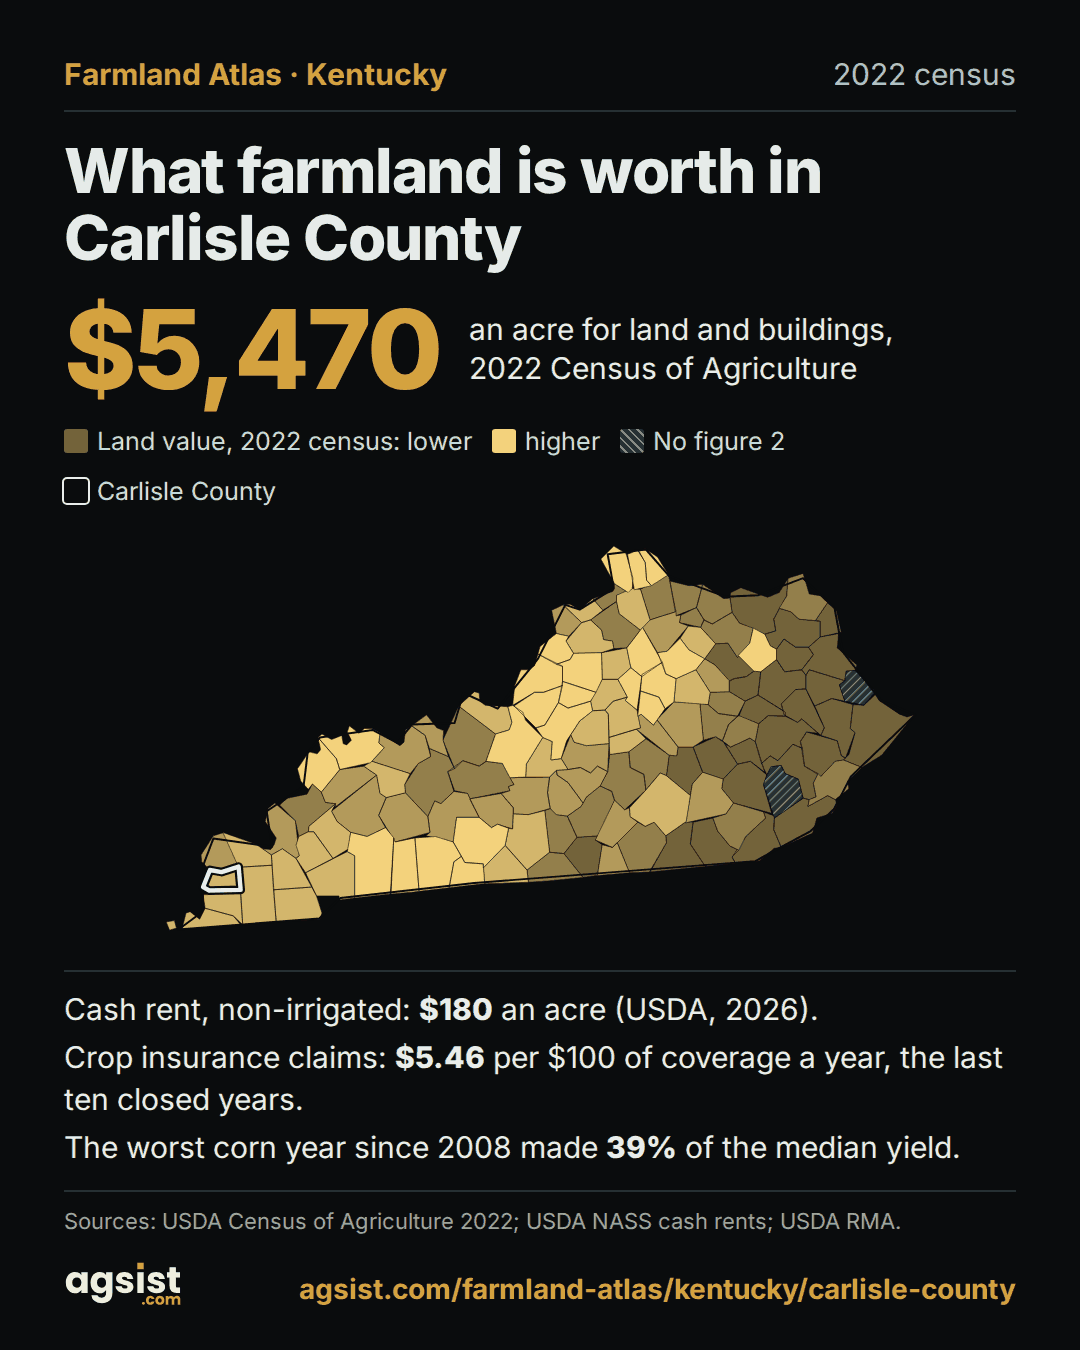 Farmland Atlas · Kentucky
2022 census
What farmland is worth in
Carlisle County
$5,470
an acre for land and buildings,
2022 Census of Agriculture
Land value, 2022 census: lower
higher
No figure 2
Carlisle County
Cash rent, non-irrigated: $180 an acre (USDA, 2026).
Crop insurance claims: $5.46 per $100 of coverage a year, the last
ten closed years.
The worst corn year since 2008 made 39% of the median yield.
Sources: USDA Census of Agriculture 2022; USDA NASS cash rents; USDA RMA.
agsist
.com
agsist.com/farmland-atlas/kentucky/carlisle-county